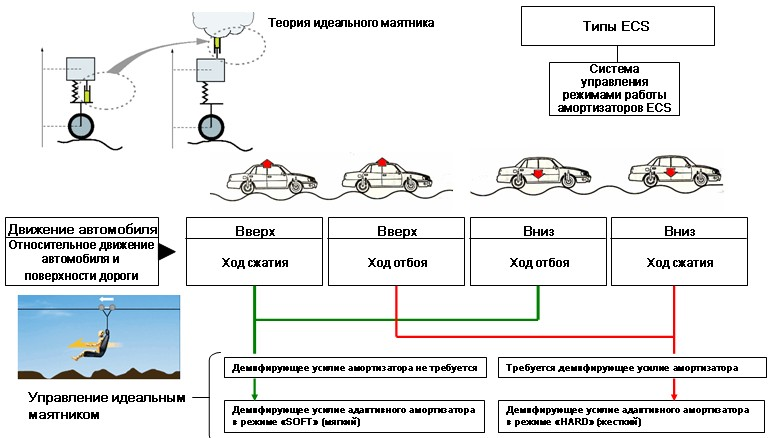 Теория идеального маятника
Типы ECS
Система
управления
режимами работы
амортизаторов ECS
Движение автомобиля
Относительное движение
автомобиля и
поверхности дороги
Вверх
Ход сжатия
Вверх
Ход отбоя
Вниз
Ход отбоя
Вниз
Ход сжатия
Управление идеальным
маятником
Демпфирующее усилие амортизатора не требуется
Требуется демпфирующее усилие амортизатора
Демпфирующее усилие адаптивного амортизатора
в режиме «SOFT» (мягкий)
Демпфирующее усилие адаптивного амортизатора
в режиме «HARD» (жесткий)